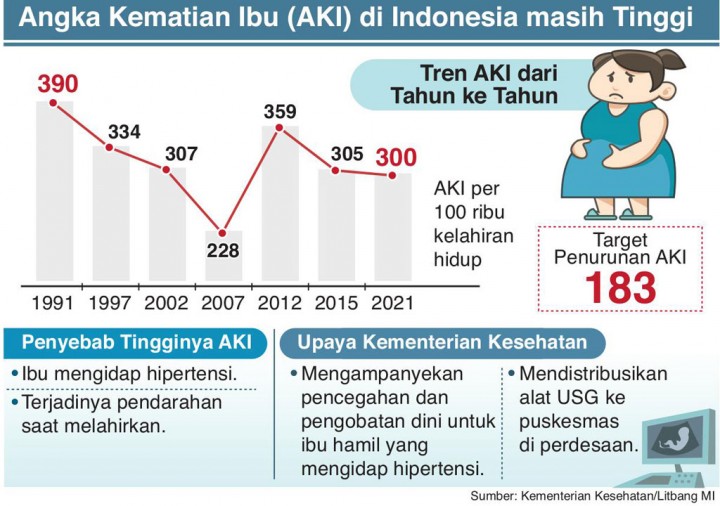 Angka Kematian Ibu (AKI) di Indonesia masih Tinggi
Tren AKI dari
Tahun ke Tahun
390
334
307
228
359
305
300
AKI per
100 ribu
kelahiran
hidup
1991
1997
2002
2007
2012
2015
2021
Target
Penurunan AKI
183
Penyebab Tingginya AKI
• Ibu mengidap hipertensi.
• Terjadinya pendarahan
saat melahirkan.
Upaya Kementerian Kesehatan
• Mengampanyekan
pencegahan dan
pengobatan dini untuk
ibu hamil yang
mengidap hipertensi.
• Mendistribusikan
alat USG ke
puskesmas
di perdesaan.
Sumber: Kementerian Kesehatan/Litbang MI